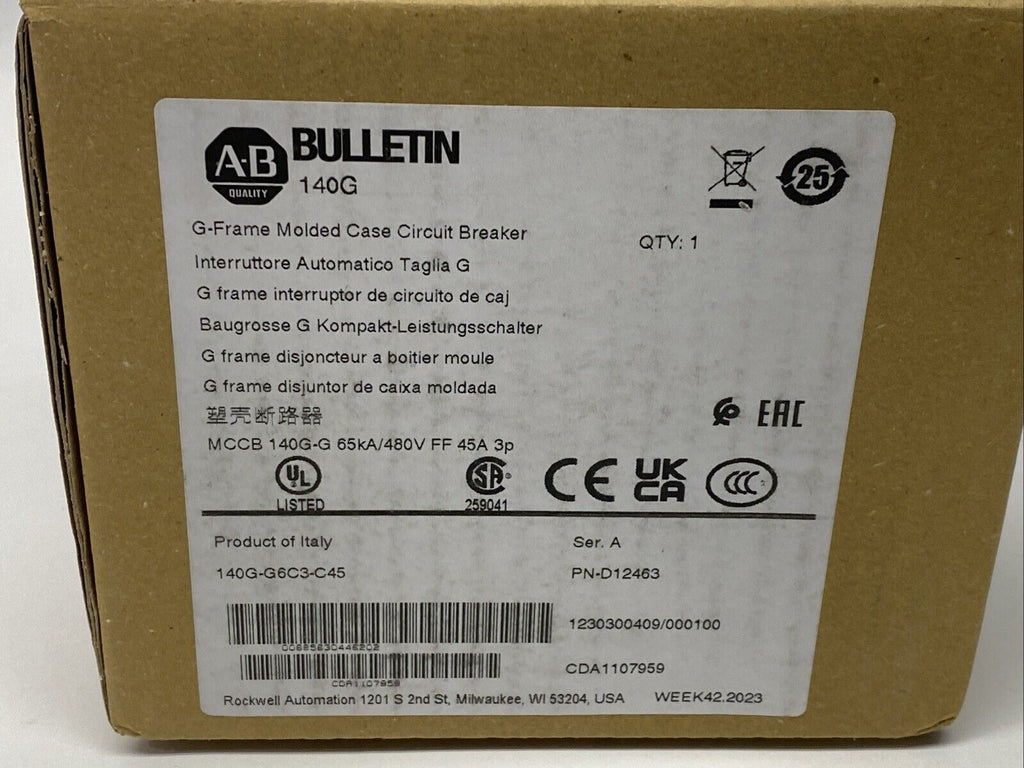 A-B
QUALITY
BULLETIN
140G
25
G-Frame Molded Case Circuit Breaker
QTY: 1
Interruttore Automatico Taglia G
G frame interruptor de circuito de caj
Baugrosse G Kompakt-Leistungsschalter
G frame disjoncteur a boitier moule
G frame disjuntor de caixa moldada
塑壳断路器
EAC
MCCB 140G-G 65kA/480V FF 45A 3p
UL
LISTED
SA
259041
CE
UK
CA
CCC
Product of Italy
Ser. A
140G-G6C3-C45
PN-D12463
1230300409/000100
CDA1107959
CDA1107959
Rockwell Automation 1201 S 2nd St, Milwaukee, WI 53204, USA
WEEK42.2023